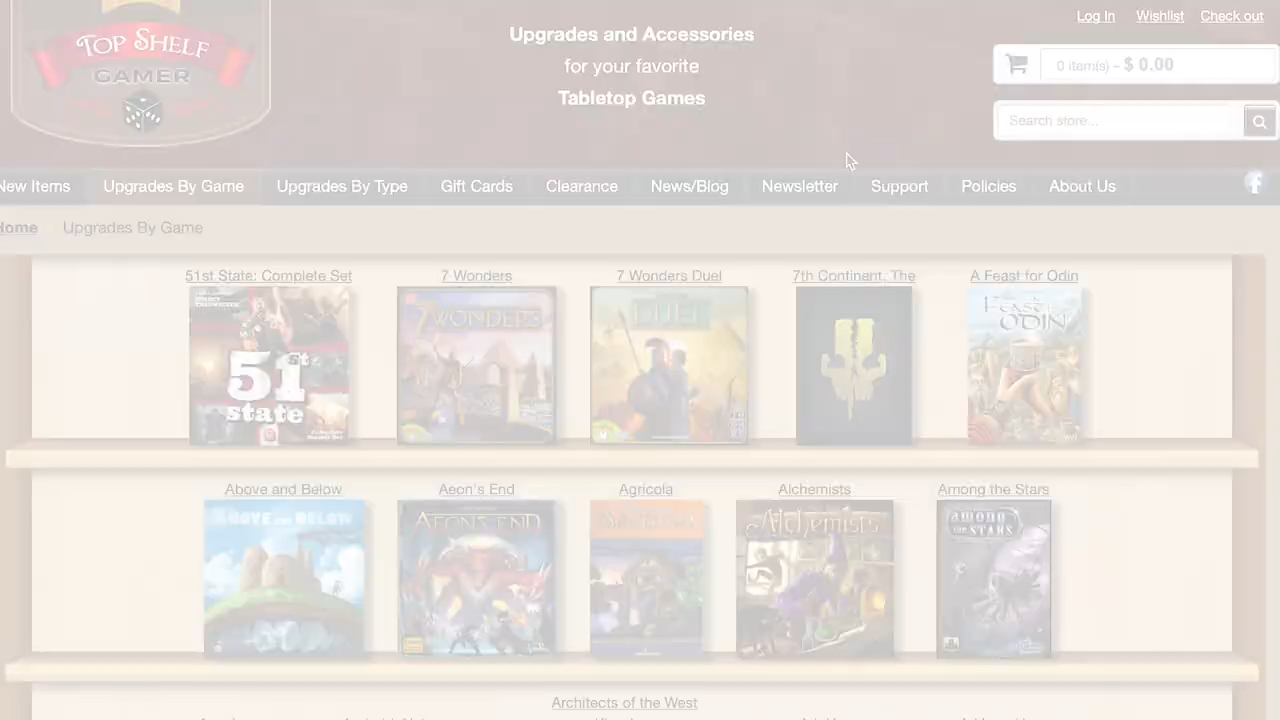 Log In Wishlist Check out
TOP SHELF
GAMER
Upgrades and Accessories
for your favorite
Tabletop Games
0 item(s) – $ 0.00
Search store...
New Items Upgrades By Game Upgrades By Type Gift Cards Clearance News/Blog Newsletter Support Policies About Us
Home Upgrades By Game
51st State: Complete Set 7 Wonders 7 Wonders Duel 7th Continent, The A Feast for Odin
51st
state
7 WONDERS
DUEL
A Feast for
ODIN
Above and Below Aeon's End Agricola Alchemists Among the Stars
ABOVE AND BELOW
AEON'S END
Alchemists
among
THE STARS
Architects of the West